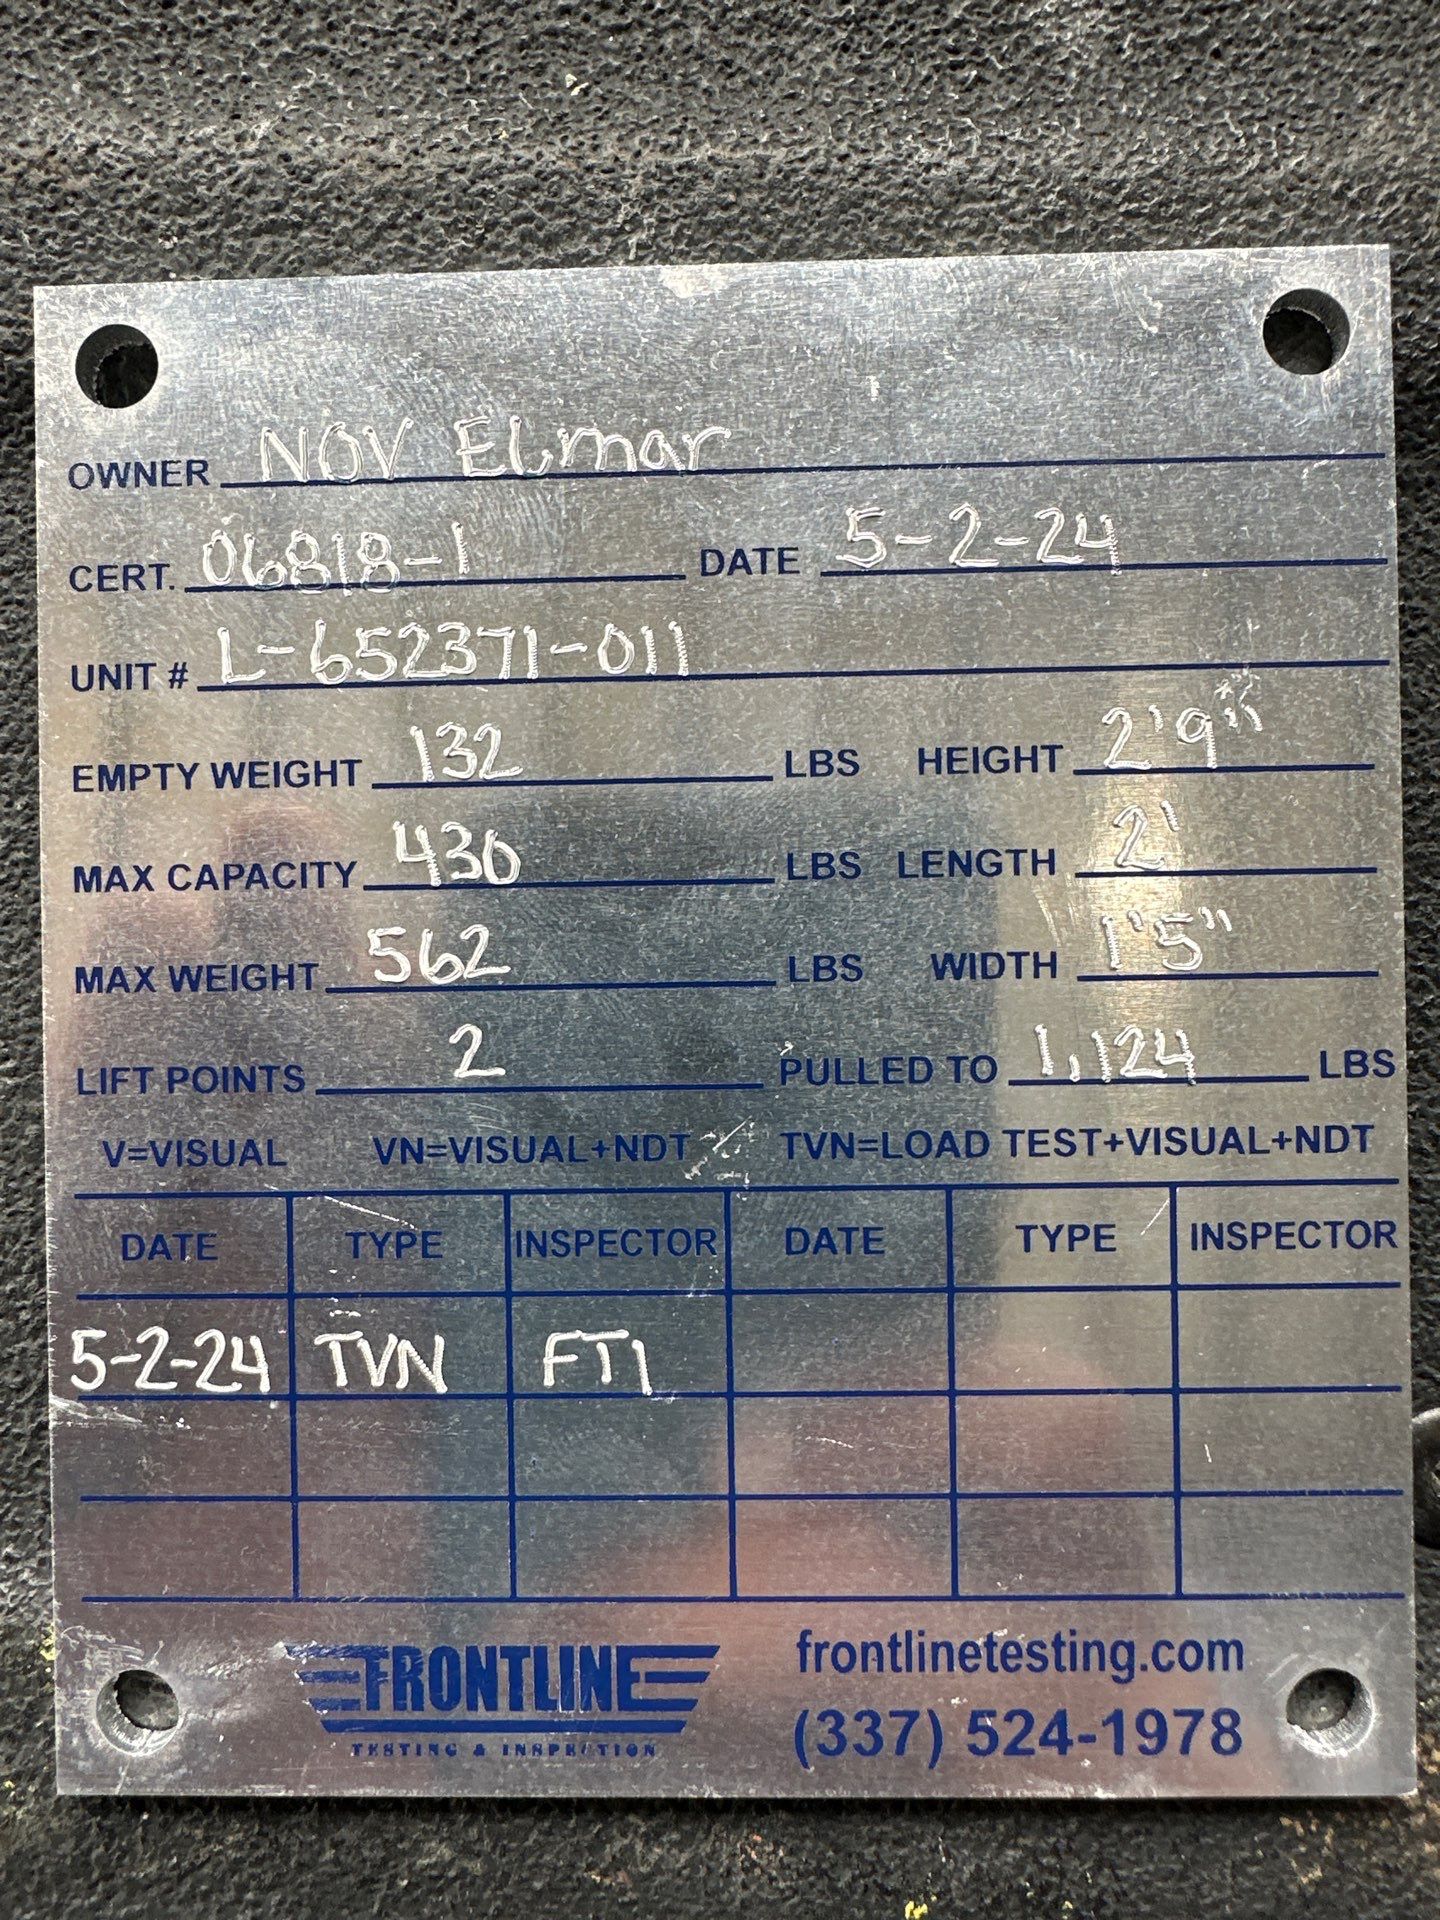 OWNER NOV Elmar
CERT. 06818-1 DATE 5-2-24
UNIT # L-652371-011
EMPTY WEIGHT 132 LBS HEIGHT 2'9"
MAX CAPACITY 430 LBS LENGTH 2'
MAX WEIGHT 562 LBS WIDTH 1'5"
LIFT POINTS 2 PULLED TO 1,124 LBS
V=VISUAL VN=VISUAL+NDT TVN=LOAD TEST+VISUAL+NDT
DATE TYPE INSPECTOR DATE TYPE INSPECTOR
5-2-24 TVN FTI
FRONTLINE
TESTING & INSPECTION
frontlinetesting.com
(337) 524-1978